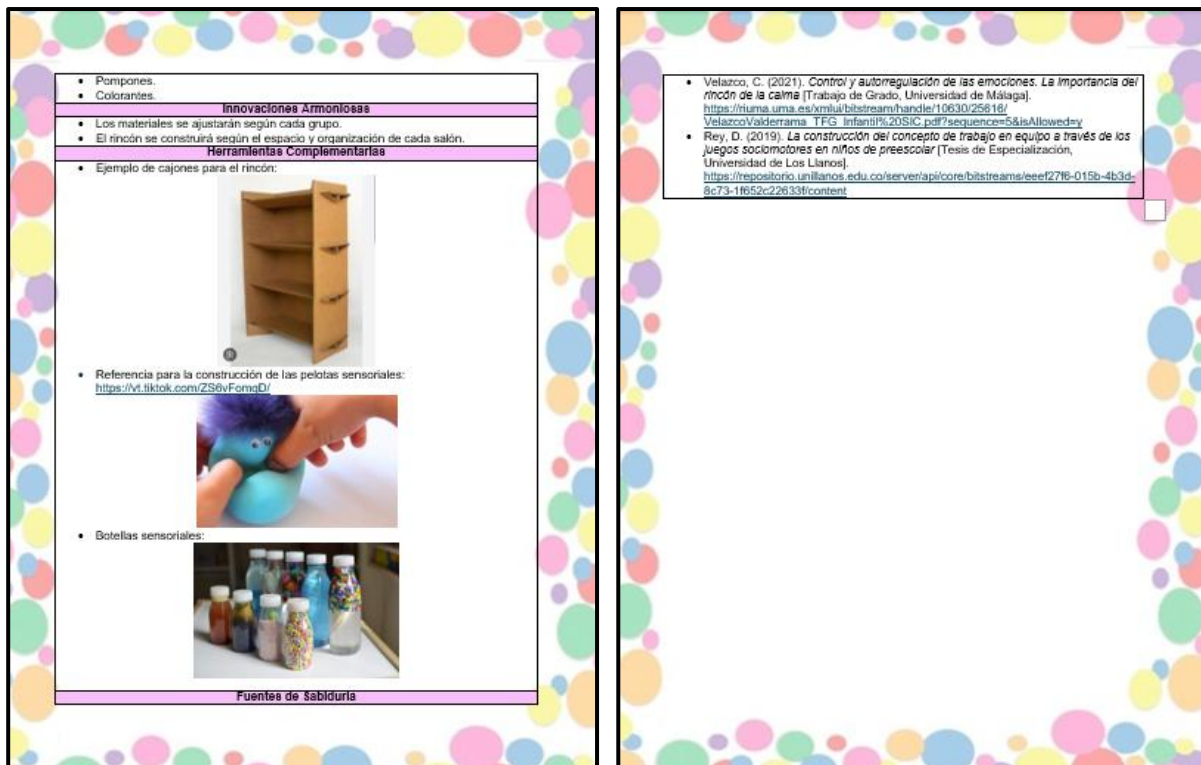 • Pompones.
• Colorantes.
Innovaciones Armoniosas
• Los materiales se ajustarán según cada grupo.
• El rincón se construirá según el espacio y organización de cada salón.
Herramientas Complementarias
• Ejemplo de cajones para el rincón:
• Referencia para la construcción de las pelotas sensoriales:
https://vt.tiktok.com/ZS6vFomqD/
• Botellas sensoriales:
Fuentes de Sabiduría
• Velazco, C. (2021). Control y autorregulación de las emociones. La importancia del
rincón de la calma [Trabajo de Grado, Universidad de Málaga].
https://riuma.uma.es/xmlui/bitstream/handle/10630/25616/
VelazcoValderrama_TFG_Infantil%20SIC.pdf?sequence=5&isAllowed=y
• Rey, D. (2019). La construcción del concepto de trabajo en equipo a través de los
juegos sociomotores en niños de preescolar [Tesis de Especialización,
Universidad de Los Llanos].
https://repositorio.unillanos.edu.co/server/api/core/bitstreams/eeef27f6-015b-4b3d-
8c73-1f652c22633f/content